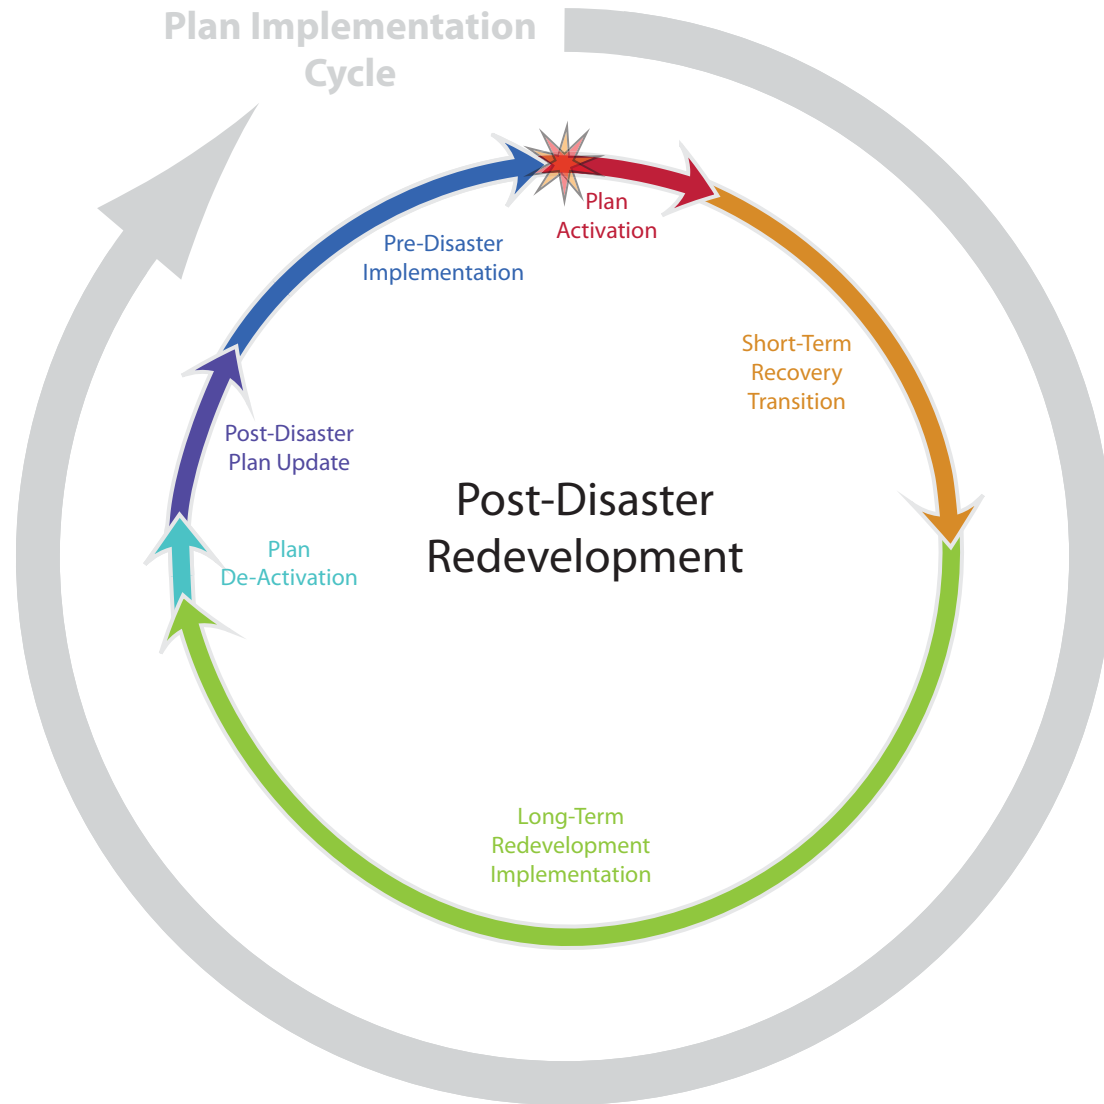 Plan Implementation
Cycle
Plan
Activation
Pre-Disaster
Implementation
Short-Term
Recovery
Transition
Post-Disaster
Plan Update
Post-Disaster
Redevelopment
Plan
De-Activation
Long-Term
Redevelopment
Implementation